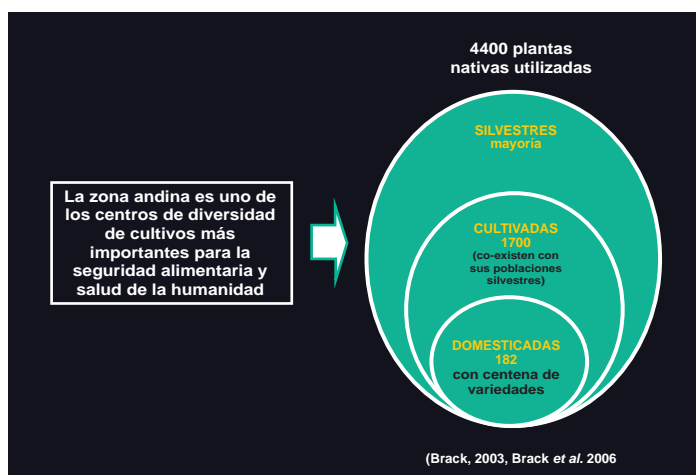 4400 plantas
nativas utilizadas
SILVESTRES
mayoría
La zona andina es uno de
los centros de diversidad
de cultivos más
importantes para la
seguridad alimentaria y
salud de la humanidad
CULTIVADAS
1700
(co-existen con
sus poblaciones
silvestres)
DOMESTICADAS
182
con centena de
variedades
(Brack, 2003, Brack et al. 2006